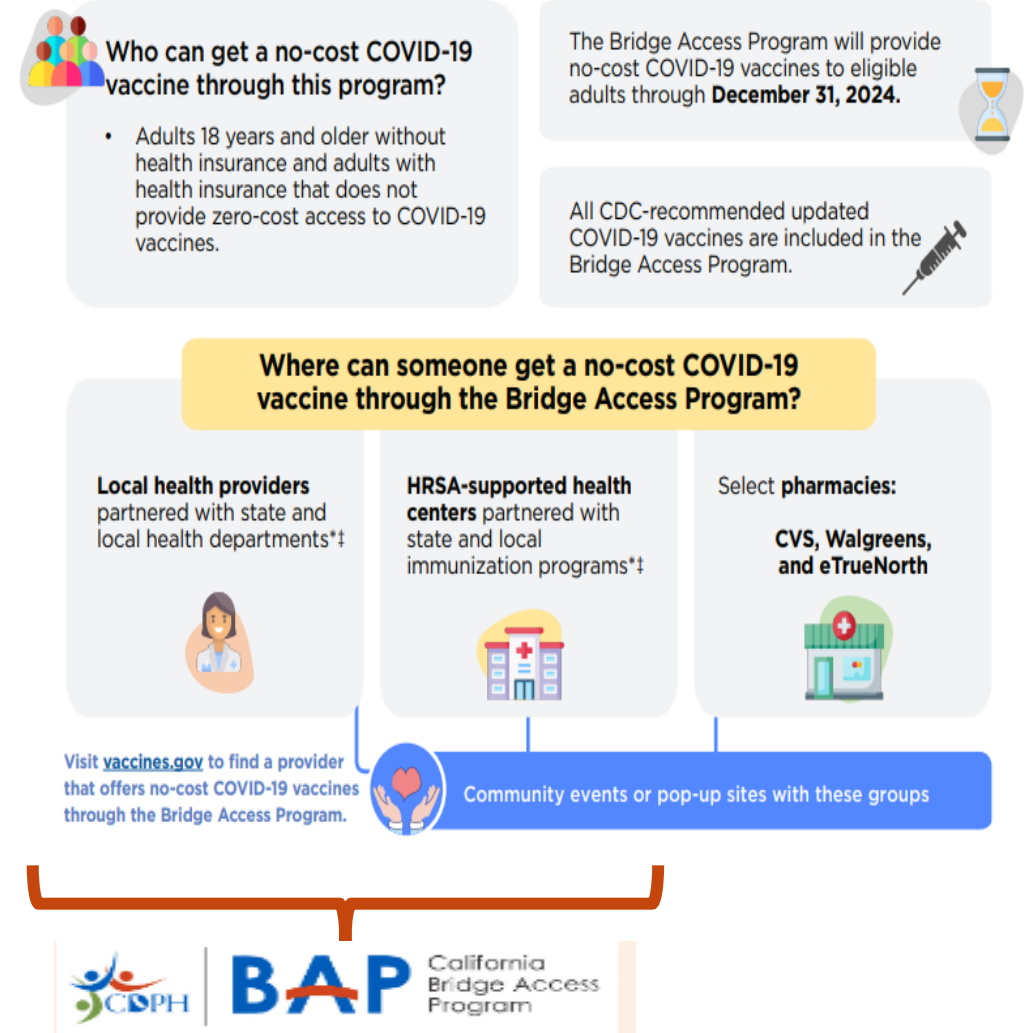 Who can get a no-cost COVID-19
vaccine through this program?
• Adults 18 years and older without
health insurance and adults with
health insurance that does not
provide zero-cost access to COVID-19
vaccines.
The Bridge Access Program will provide
no-cost COVID-19 vaccines to eligible
adults through December 31, 2024.
All CDC-recommended updated
COVID-19 vaccines are included in the
Bridge Access Program.
Where can someone get a no-cost COVID-19
vaccine through the Bridge Access Program?
Local health providers
partnered with state and
local health departments*‡
HRSA-supported health
centers partnered with
state and local
immunization programs*‡
Select pharmacies:
CVS, Walgreens,
and eTrueNorth
Visit vaccines.gov to find a provider
that offers no-cost COVID-19 vaccines
through the Bridge Access Program.
Community events or pop-up sites with these groups
CDPH
BAP
California
Bridge Access
Program